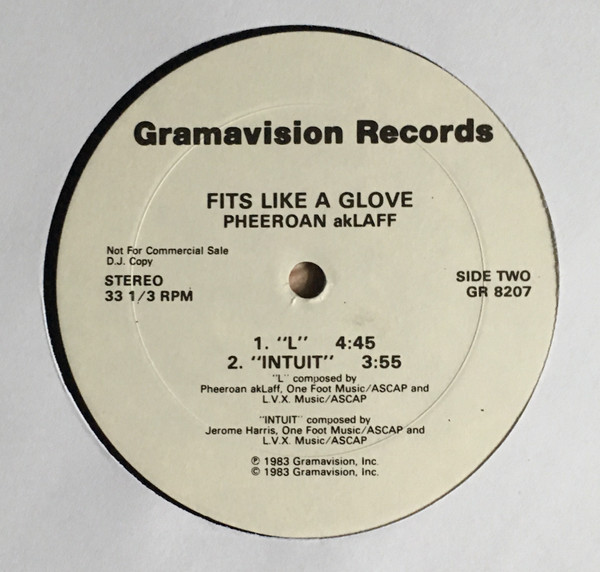 Gramavision Records
FITS LIKE A GLOVE
PHEEROAN akLAFF
Not For Commercial Sale
D.J. Copy
STEREO
33 1/3 RPM
SIDE TWO
GR 8207
1. "L" 4:45
2. "INTUIT" 3:55
"L" composed by
Pheeroan akLaff, One Foot Music/ASCAP and
L.V.X. Music/ASCAP
"INTUIT" composed by
Jerome Harris, One Foot Music/ASCAP and
L.V.X. Music/ASCAP
℗ 1983 Gramavision, Inc.
© 1983 Gramavision, Inc.